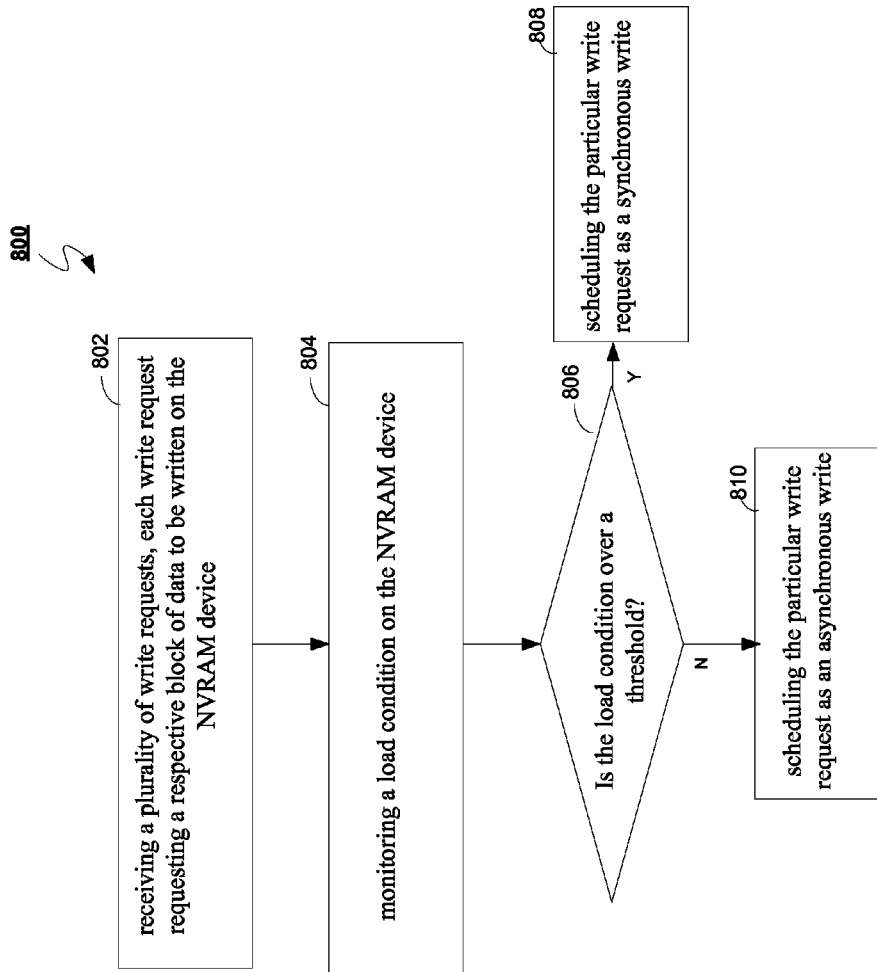 800
802
receiving a plurality of write requests, each write request
requesting a respective block of data to be written on the
NVRAM device
804
monitoring a load condition on the NVRAM device
806
Is the load condition over a
threshold?
Y
808
scheduling the particular write
request as a synchronous write
N
810
scheduling the particular write
request as an asynchronous write